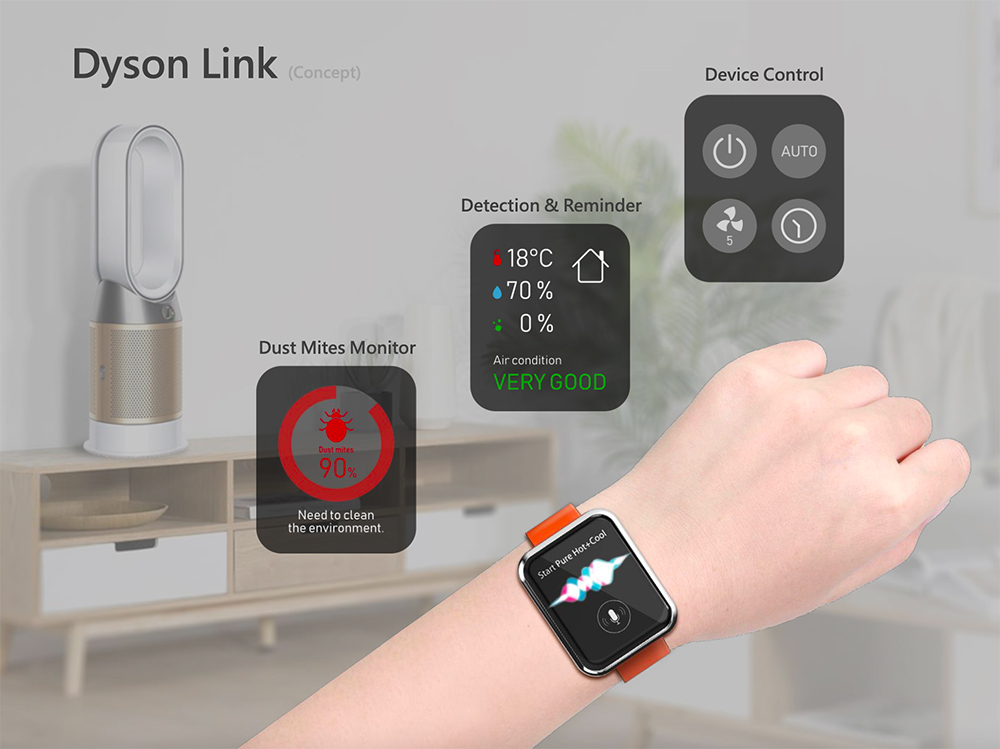 Dyson Link (Concept)
Device Control
AUTO
5
Detection & Reminder
18°C
70 %
0 %
Air condition
VERY GOOD
Dust Mites Monitor
Dust mites
90%
Need to clean
the environment.
Start Pure Hot+Cool